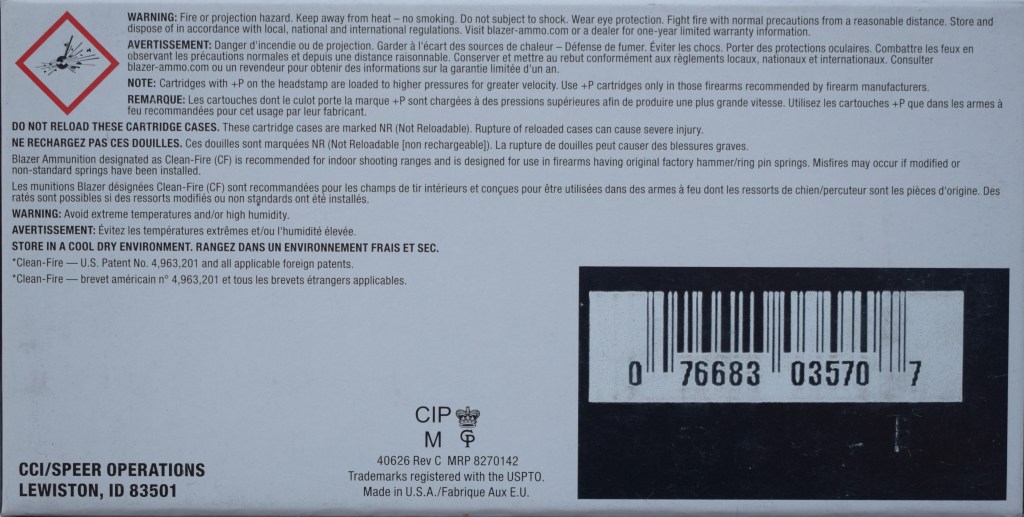 WARNING: Fire or projection hazard. Keep away from heat – no smoking. Do not subject to shock. Wear eye protection. Fight fire with normal precautions from a reasonable distance. Store and
dispose of in accordance with local, national and international regulations. Visit blazer-ammo.com or a dealer for one-year limited warranty information.
AVERTISSEMENT: Danger d'incendie ou de projection. Garder à l'écart des sources de chaleur – Défense de fumer. Éviter les chocs. Porter des protections oculaires. Combattre les feux en
observant les précautions normales et depuis une distance raisonnable. Conserver et mettre au rebut conformément aux règlements locaux, nationaux et internationaux. Consulter
blazer-ammo.com ou un revendeur pour obtenir des informations sur la garantie limitée d'un an.
NOTE: Cartridges with +P on the headstamp are loaded to higher pressures for greater velocity. Use +P cartridges only in those firearms recommended by firearm manufacturers.
REMARQUE: Les cartouches dont le culot porte la marque +P sont chargées à des pressions supérieures afin de produire une plus grande vitesse. Utilisez les cartouches +P que dans les armes à
feu recommandées pour cet usage par leur fabricant.
DO NOT RELOAD THESE CARTRIDGE CASES. These cartridge cases are marked NR (Not Reloadable). Rupture of reloaded cases can cause severe injury.
NE RECHARGEZ PAS CES DOUILLES. Ces douilles sont marquées NR (Not Reloadable [non rechargeable]). La rupture de douilles peut causer des blessures graves.
Blazer Ammunition designated as Clean-Fire (CF) is recommended for indoor shooting ranges and is designed for use in firearms having original factory hammer/ring pin springs. Misfires may occur if modified or
non-standard springs have been installed.
Les munitions Blazer désignées Clean-Fire (CF) sont recommandées pour les champs de tir intérieurs et conçues pour être utilisées dans des armes à feu dont les ressorts de chien/percuteur sont les pièces d'origine. Des
ratés sont possibles si des ressorts modifiés ou non standards ont été installés.
WARNING: Avoid extreme temperatures and/or high humidity.
AVERTISSEMENT: Évitez les températures extrêmes et/ou l'humidité élevée.
STORE IN A COOL DRY ENVIRONMENT. RANGEZ DANS UN ENVIRONNEMENT FRAIS ET SEC.
*Clean-Fire — U.S. Patent No. 4,963,201 and all applicable foreign patents.
*Clean-Fire — brevet américain n° 4,963,201 et tous les brevets étrangers applicables.
0 76683 03570 7
CIP
M
40626 Rev C MRP 8270142
Trademarks registered with the USPTO.
Made in U.S.A./Fabrique Aux E.U.
CCI/SPEER OPERATIONS
LEWISTON, ID 83501